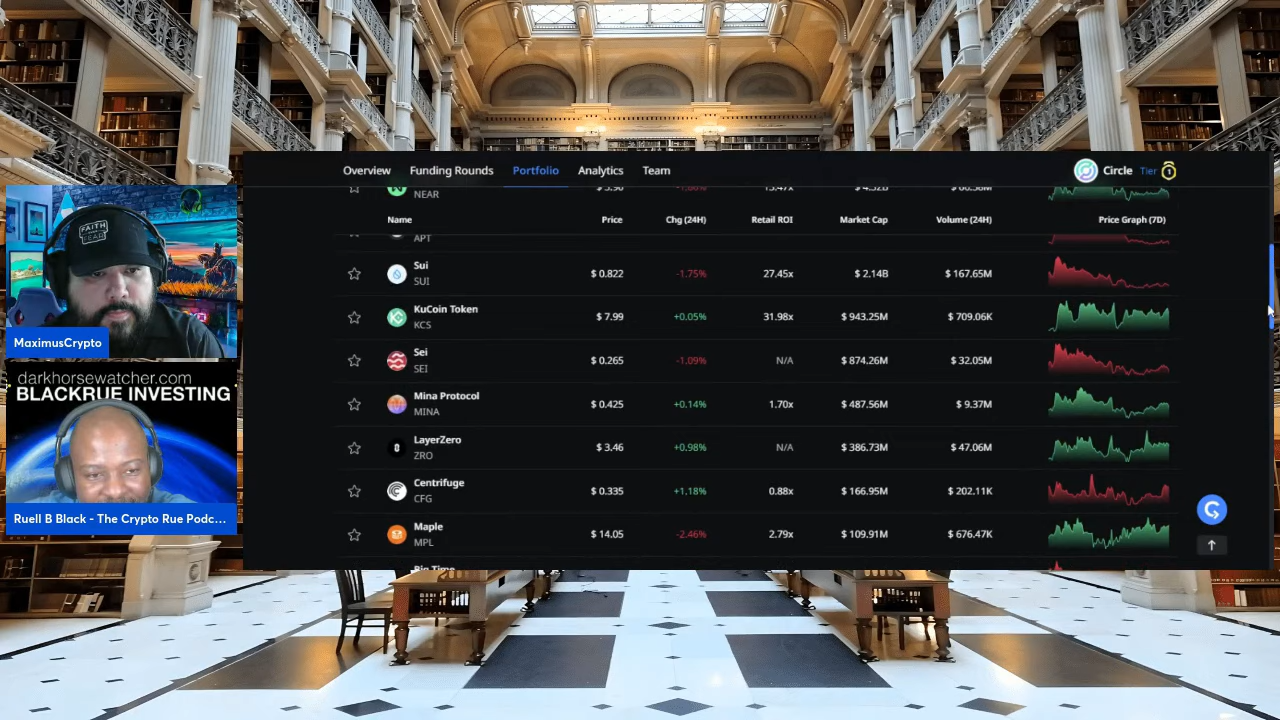 Overview Funding Rounds Portfolio Analytics Team Circle Tier 1
NEAR
Name Price Chg (24H) Retail ROI Market Cap Volume (24H) Price Graph (7D)
APT
Sui
SUI
$ 0.822 -1.75% 27.45x $ 2.14B $ 167.65M
KuCoin Token
KCS
$ 7.99 +0.05% 31.98x $ 943.25M $ 709.06K
Sei
SEI
$ 0.265 -1.09% N/A $ 874.26M $ 32.05M
Mina Protocol
MINA
$ 0.425 +0.14% 1.70x $ 487.56M $ 9.37M
LayerZero
ZRO
$ 3.46 +0.98% N/A $ 386.73M $ 47.06M
Centrifuge
CFG
$ 0.335 +1.18% 0.88x $ 166.95M $ 202.11K
Maple
MPL
$ 14.05 -2.46% 2.79x $ 109.91M $ 676.47K
Big Time
FAITH
MaximusCrypto
darkhorsewatcher.com
BLACKRUE INVESTING
Ruell B Black - The Crypto Rue Podc...